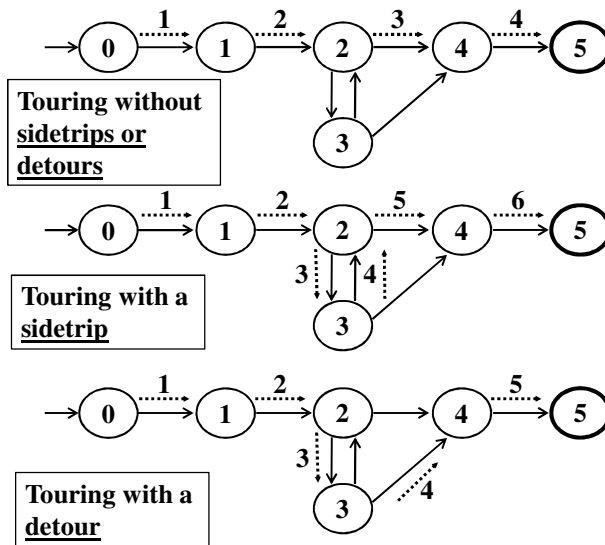 1 2 3 4
0 1 2 4 5
Touring without
sidetrips or
detours
3
1 2 5 6
0 1 2 4 5
3 4
Touring with a
sidetrip
3
1 2 5
0 1 2 4 5
3
Touring with a
detour
3
4